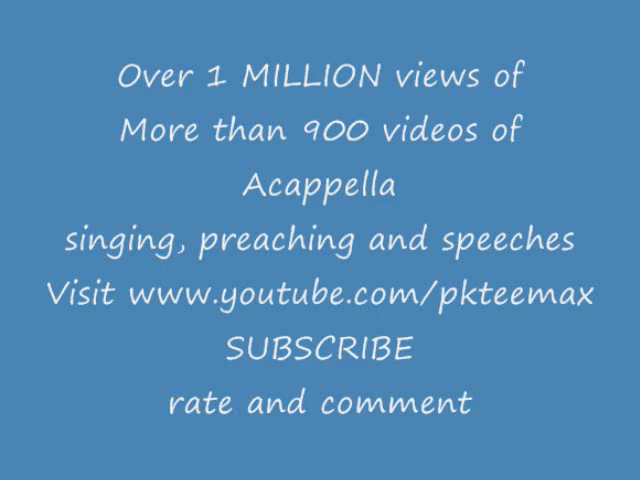 Over 1 MILLION views of
More than 900 videos of
Acappella
singing, preaching and speeches
Visit www.youtube.com/pkteemax
SUBSCRIBE
rate and comment